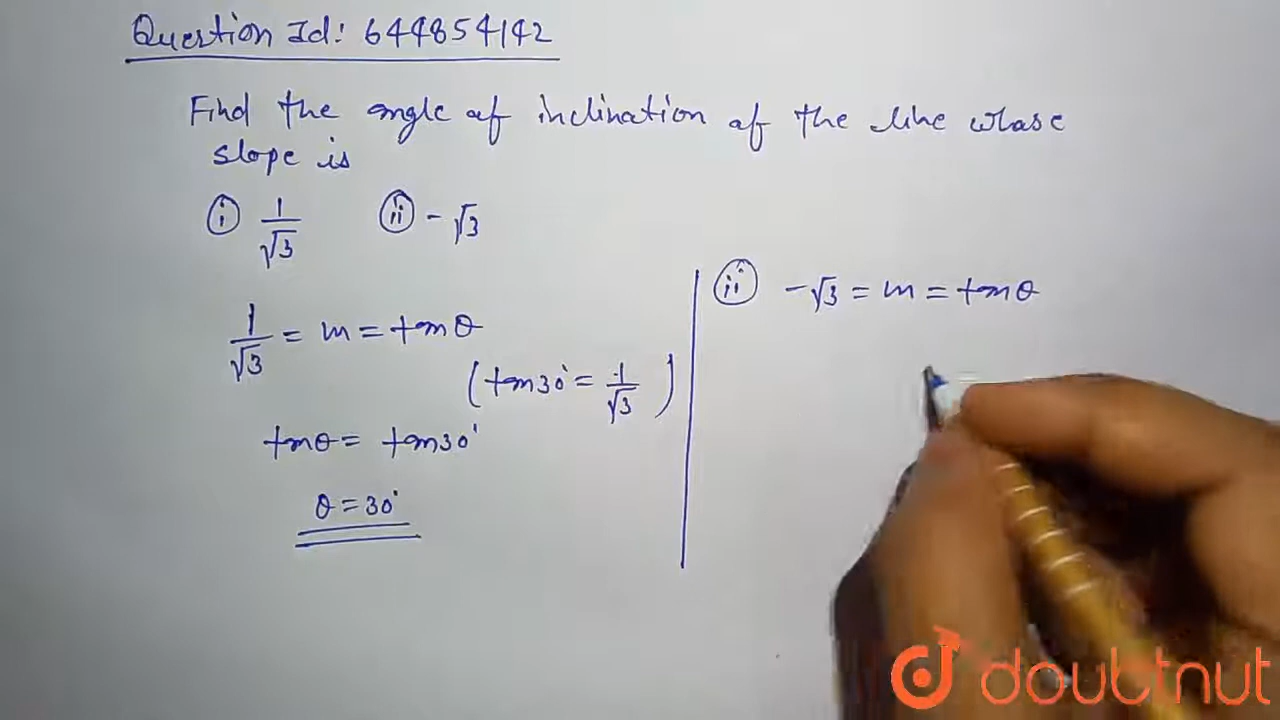 Question Id: 644854142
Find the angle of inclination of the line whose
slope is
(i) 1/√3 (ii) -√3
1/√3 = m = tanθ
(tan30° = 1/√3)
tanθ = tan30°
θ = 30°
(ii) -√3 = m = tanθ
doubtnut